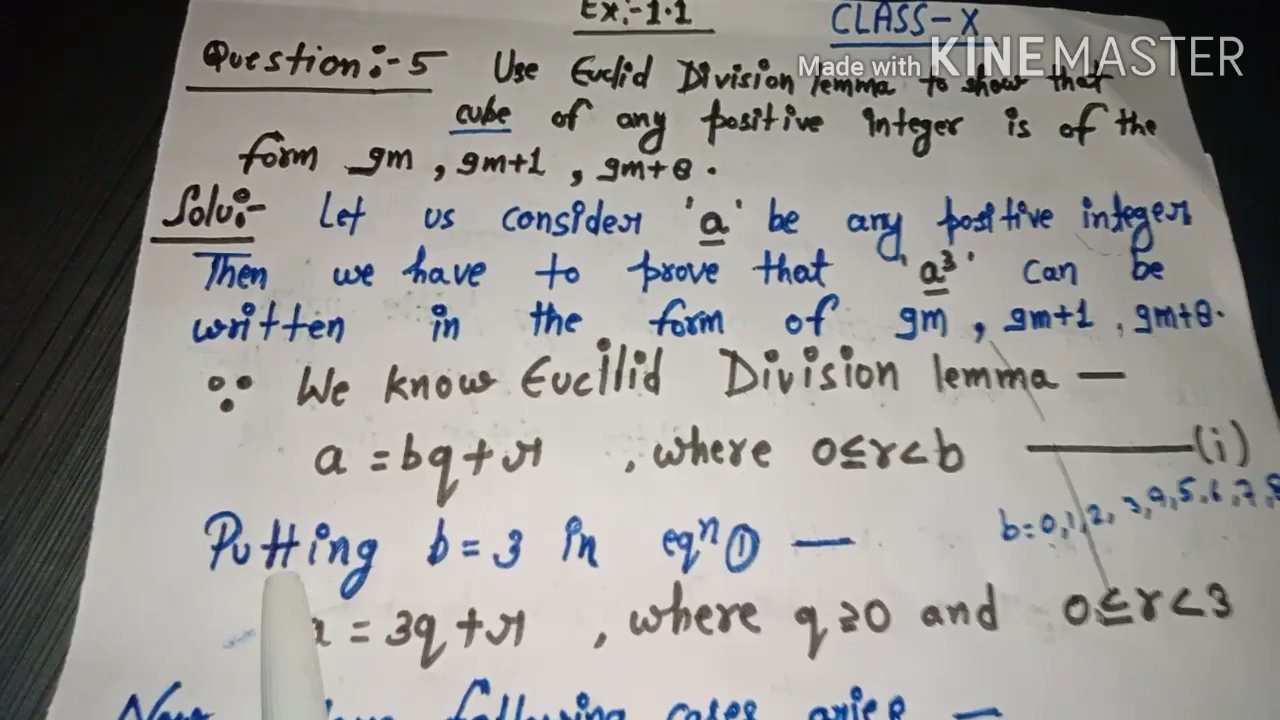 Ex:-1.1 CLASS-X
Made with KINEMASTER
Question:-5 Use Euclid Division lemma to show that
cube of any positive integer is of the
form 9m, 9m+1, 9m+8.
Solu:- Let us consider 'a' be any positive integer
Then we have to prove that 'a³' can be
written in the form of 9m, 9m+1, 9m+8.
∵ We know Eucilid Division lemma —
a = bq + r , where 0≤r<b —(i)
b=0,1,2,3,4,5,6,7,8
Putting b = 3 in eqⁿ ① —
a = 3q + r , where q≥0 and 0≤r<3
following cases aries —